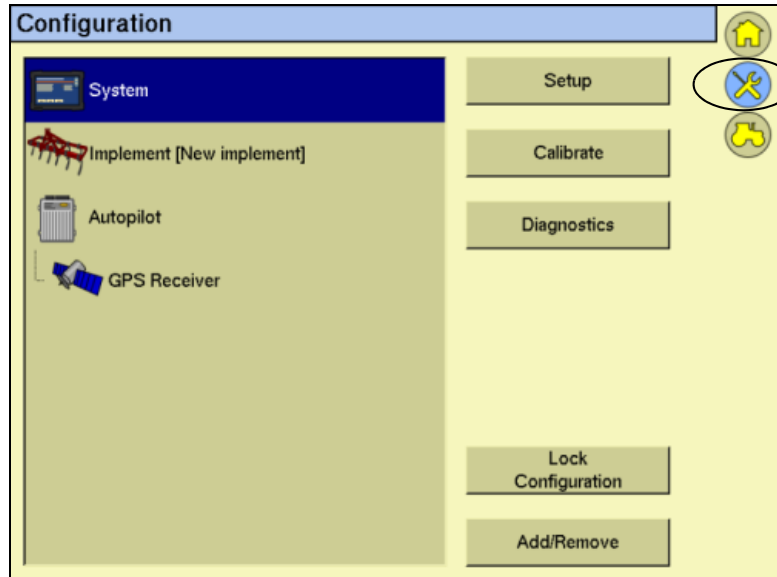 Configuration
System
Implement [New implement]
Autopilot
GPS Receiver
Setup
Calibrate
Diagnostics
Lock
Configuration
Add/Remove